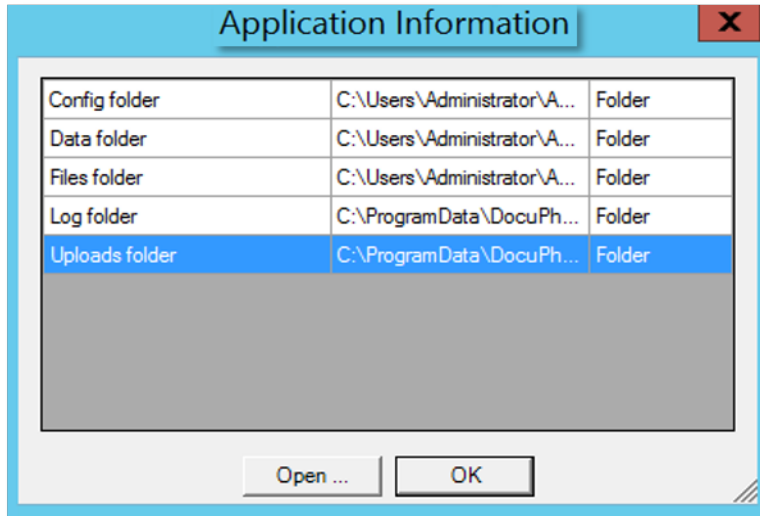 Application Information
X
Config folder C:\Users\Administrator\A... Folder
Data folder C:\Users\Administrator\A... Folder
Files folder C:\Users\Administrator\A... Folder
Log folder C:\ProgramData\DocuPh... Folder
Uploads folder C:\ProgramData\DocuPh... Folder
Open ... OK